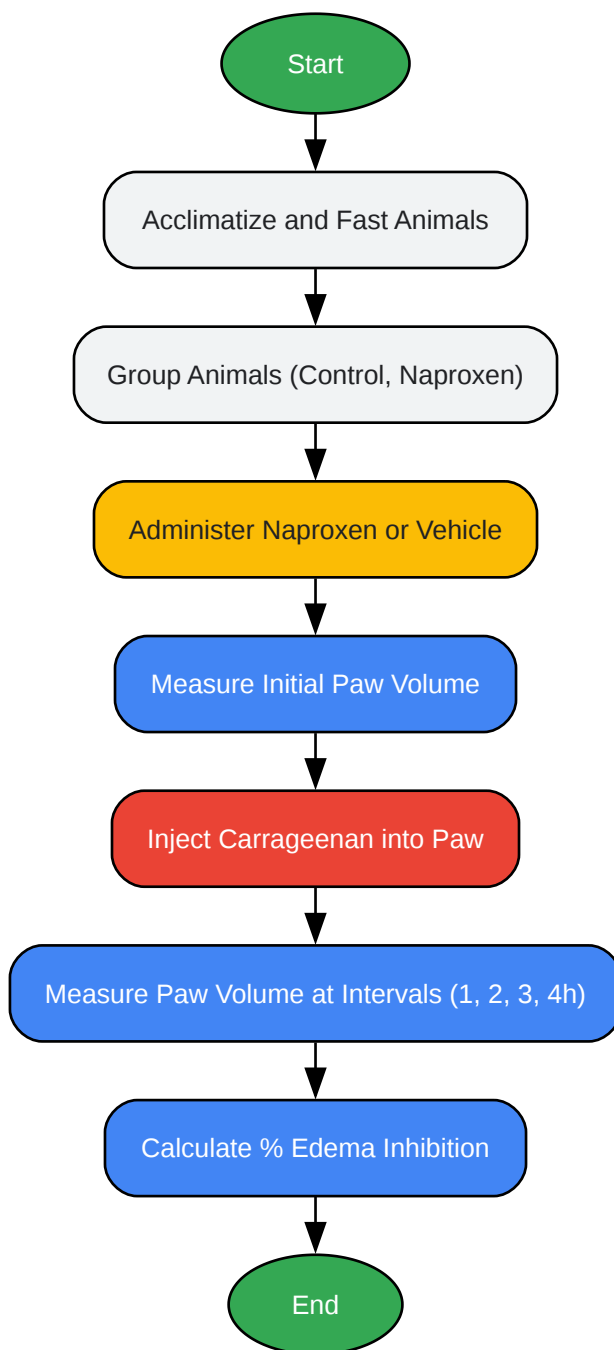 Start
Acclimatize and Fast Animals
Group Animals (Control, Naproxen)
Administer Naproxen or Vehicle
Measure Initial Paw Volume
Inject Carrageenan into Paw
Measure Paw Volume at Intervals (1, 2, 3, 4h)
Calculate % Edema Inhibition
End